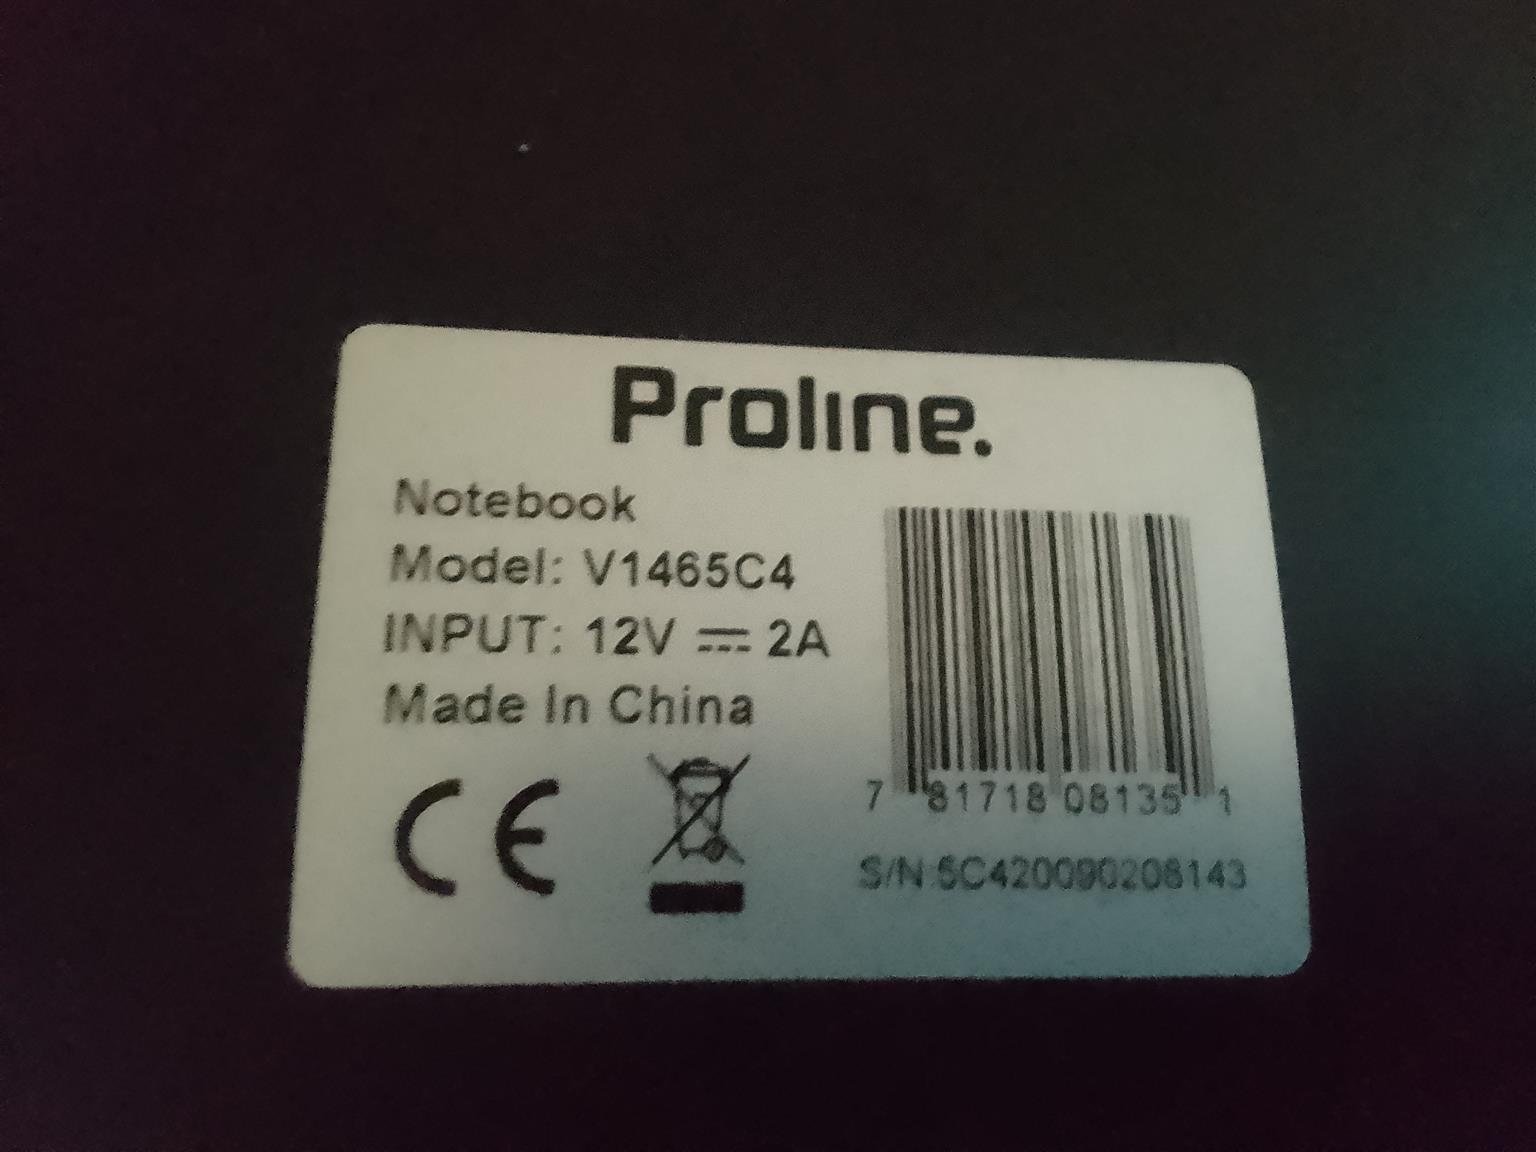 Proline.
Notebook
Model: V1465C4
INPUT: 12V ⎓ 2A
Made In China
CE
7 81718 08135 1
S/N:5C420090208143